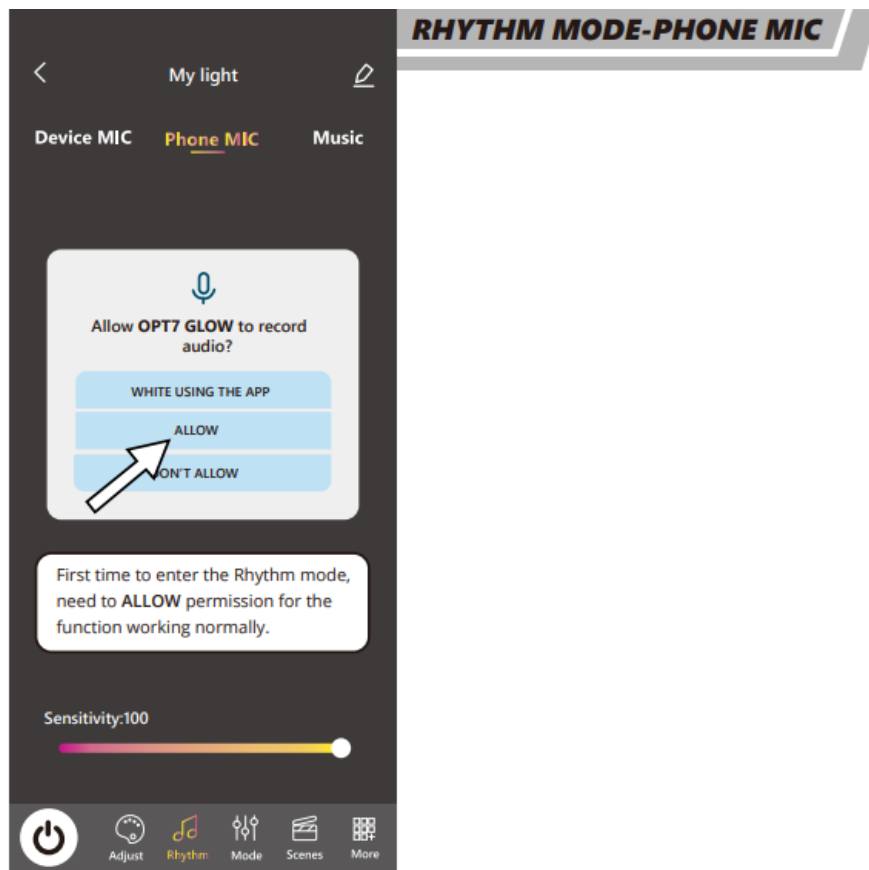 RHYTHM MODE-PHONE MIC
My light
Device MIC Phone MIC Music
Allow OPT7 GLOW to record
audio?
WHITE USING THE APP
ALLOW
ON'T ALLOW
First time to enter the Rhythm mode,
need to ALLOW permission for the
function working normally.
Sensitivity:100
Adjust Rhythm Mode Scenes More